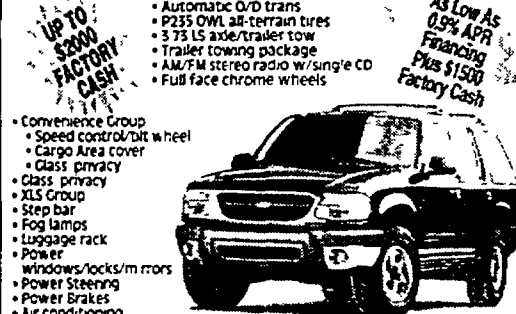 UP TO
$2000
FACTORY
CASH
• Automatic O/D trans
• P235 OWL all-terrain tires
• 3 73 LS axle/trailer tow
• Trailer towing package
• AM/FM stereo radio w/single CD
• Full face chrome wheels
As Low As
0.9% APR
Financing
Plus $1500
Factory Cash
• Convenience Group
• Speed control/tilt wheel
• Cargo Area cover
• Glass privacy
• Glass privacy
• XLS Group
• Step bar
• Fog lamps
• Luggage rack
• Power
windows/locks/mirrors
• Power Steering
• Power Brakes
• Air conditioning